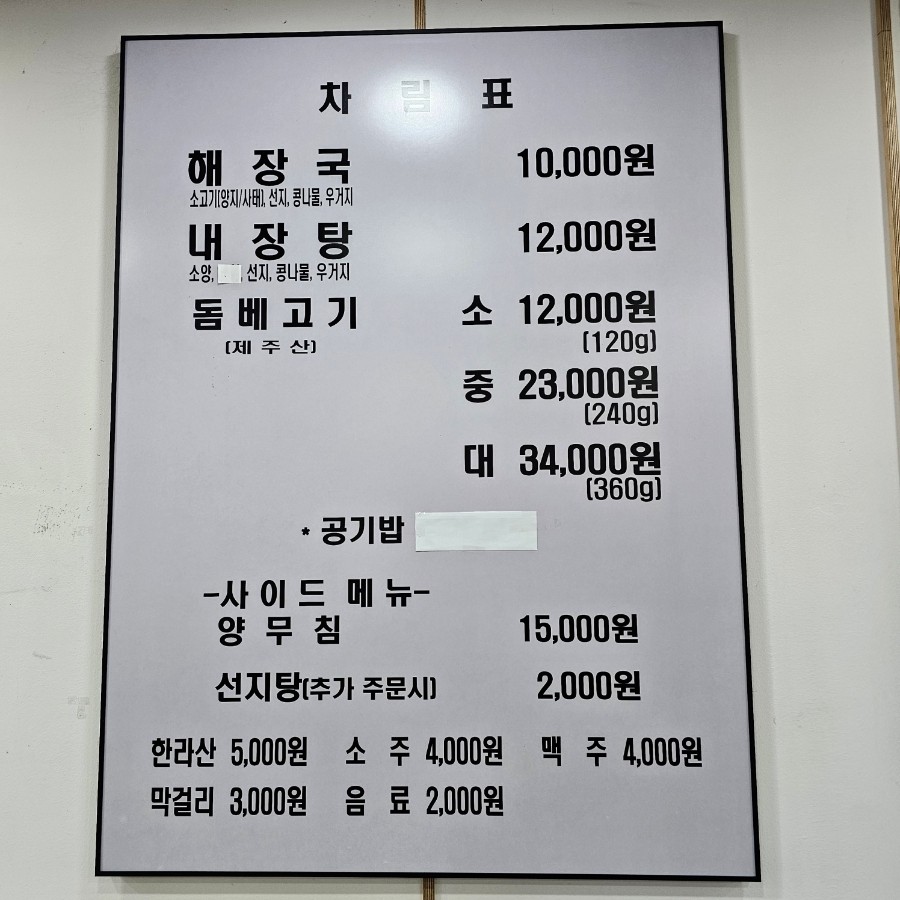 차 림 표
해 장 국 10,000원
소고기(양지/사태), 선지, 콩나물, 우거지
내 장 탕 12,000원
소양, , 선지, 콩나물, 우거지
돔 베 고 기 소 12,000원
(제 주 산) (120g)
중 23,000원
(240g)
대 34,000원
(360g)
* 공기밥
-사 이 드 메 뉴-
양 무 침 15,000원
선지탕(추가 주문시) 2,000원
한라산 5,000원 소 주 4,000원 맥 주 4,000원
막걸리 3,000원 음 료 2,000원